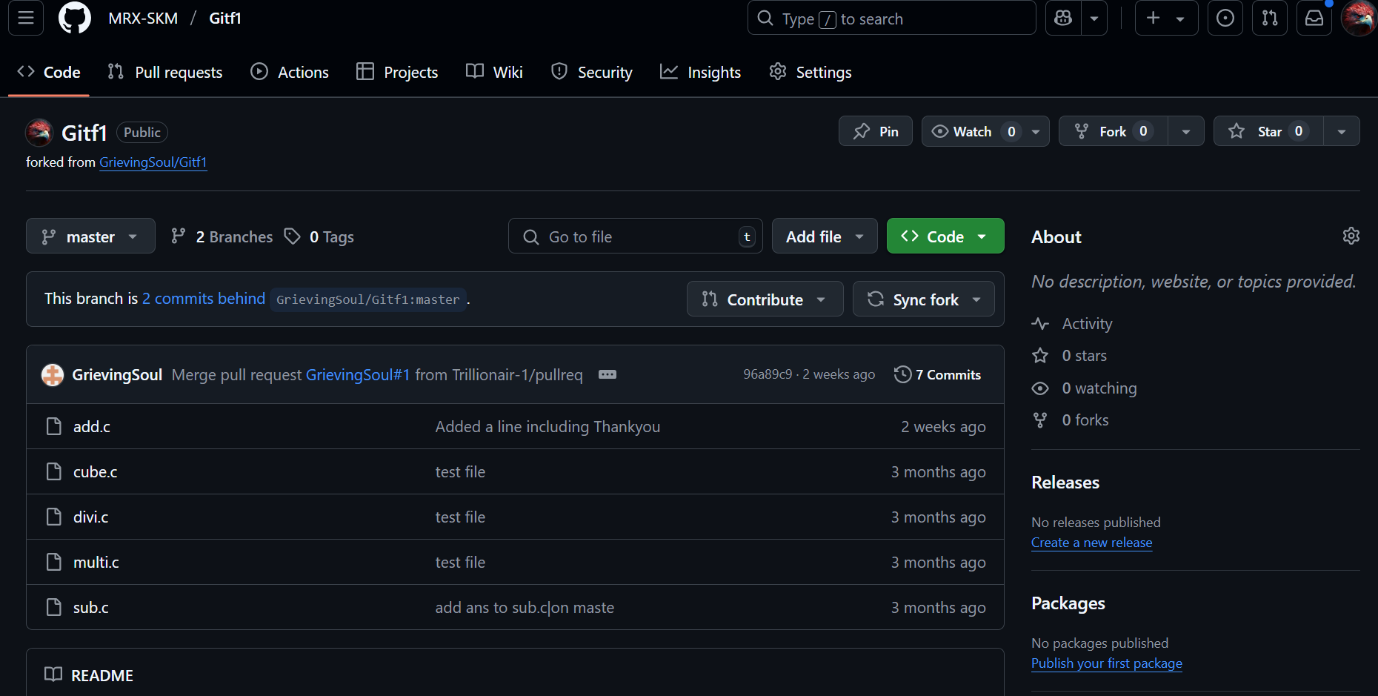 MRX-SKM / Gitf1 Type / to search
Code Pull requests Actions Projects Wiki Security Insights Settings
Gitf1 Public Pin Watch 0 Fork 0 Star 0
forked from GrievingSoul/Gitf1
master 2 Branches 0 Tags Go to file t Add file Code
This branch is 2 commits behind GrievingSoul/Gitf1:master . Contribute Sync fork
GrievingSoul Merge pull request GrievingSoul#1 from Trillionair-1/pullreq 96a89c9 · 2 weeks ago 7 Commits
add.c Added a line including Thankyou 2 weeks ago
cube.c test file 3 months ago
divi.c test file 3 months ago
multi.c test file 3 months ago
sub.c add ans to sub.c|on maste 3 months ago
README
About
No description, website, or topics provided.
Activity
0 stars
0 watching
0 forks
Releases
No releases published
Create a new release
Packages
No packages published
Publish your first package